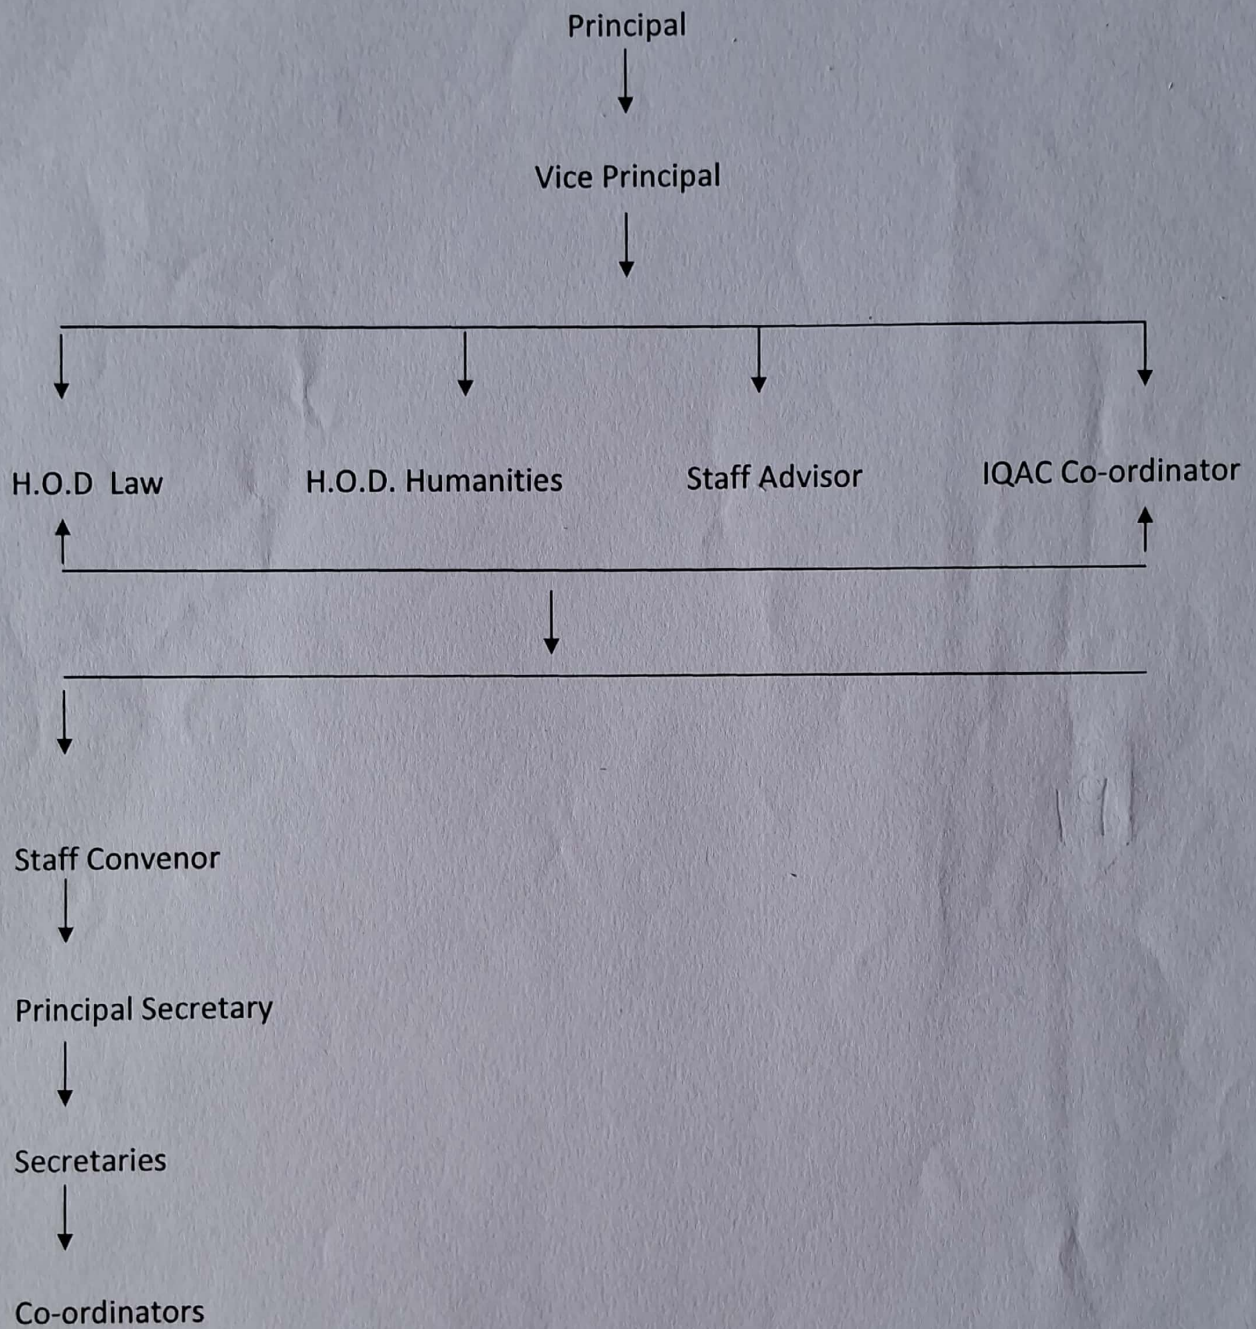 Principal
Vice Principal
H.O.D Law H.O.D. Humanities Staff Advisor IQAC Co-ordinator
Staff Convenor
Principal Secretary
Secretaries
Co-ordinators